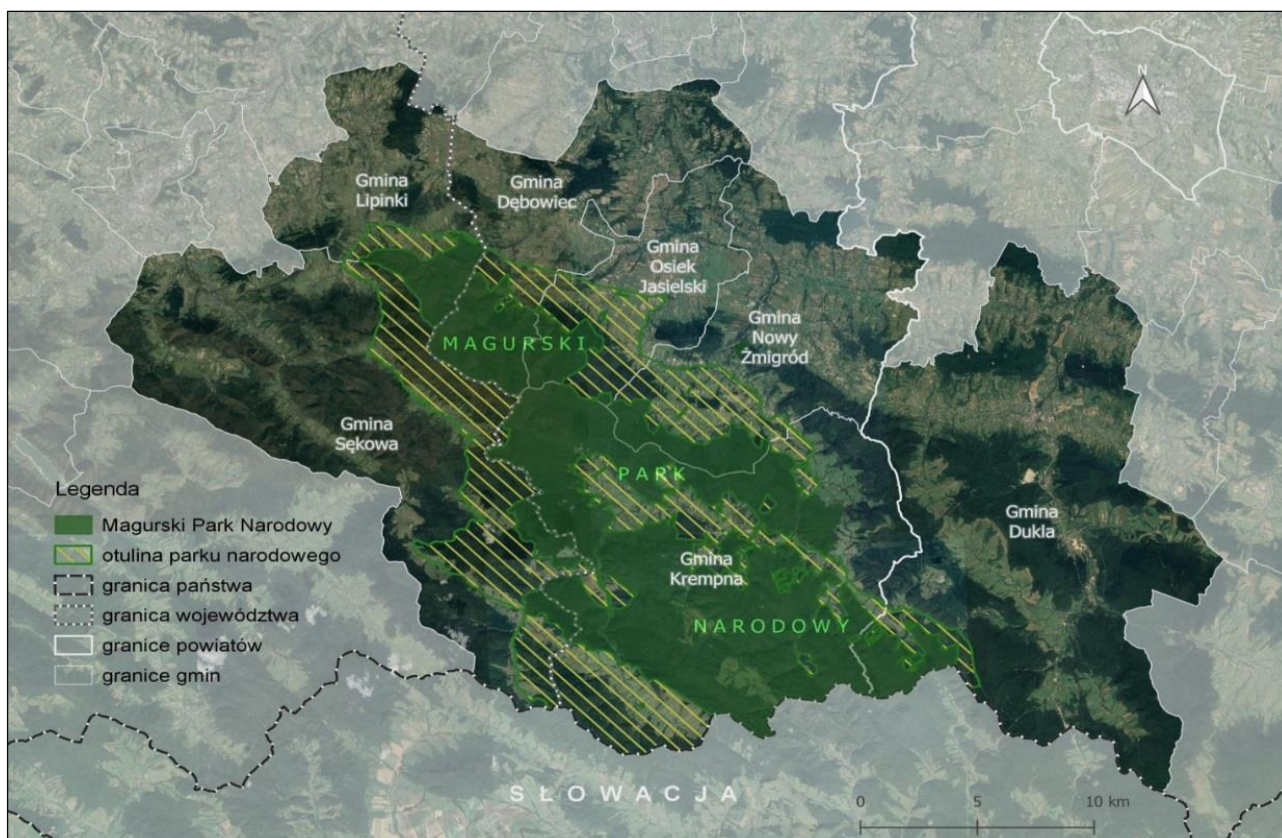 N
Gmina
Lipinki
Gmina
Dębowiec
Gmina
Osiek
Jasielski
Gmina
Nowy
Żmigród
MAGURSKI
Gmina
Sękowa
PARK
Gmina
Dukla
Gmina
Krempna
NARODOWY
Legenda
Magurski Park Narodowy
otulina parku narodowego
granica państwa
granica województwa
granice powiatów
granice gmin
SŁOWACJA
0 5 10 km